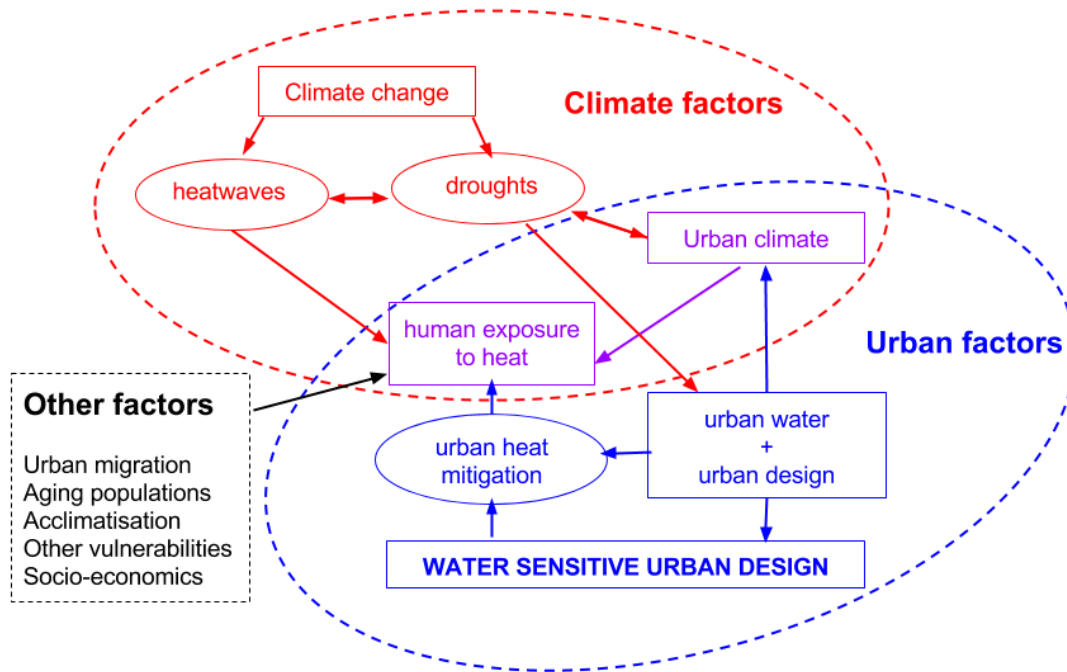 Climate change
Climate factors
heatwaves
droughts
Urban climate
human exposure
to heat
Urban factors
Other factors
Urban migration
Aging populations
Acclimatisation
Other vulnerabilities
Socio-economics
urban heat
mitigation
urban water
+
urban design
WATER SENSITIVE URBAN DESIGN